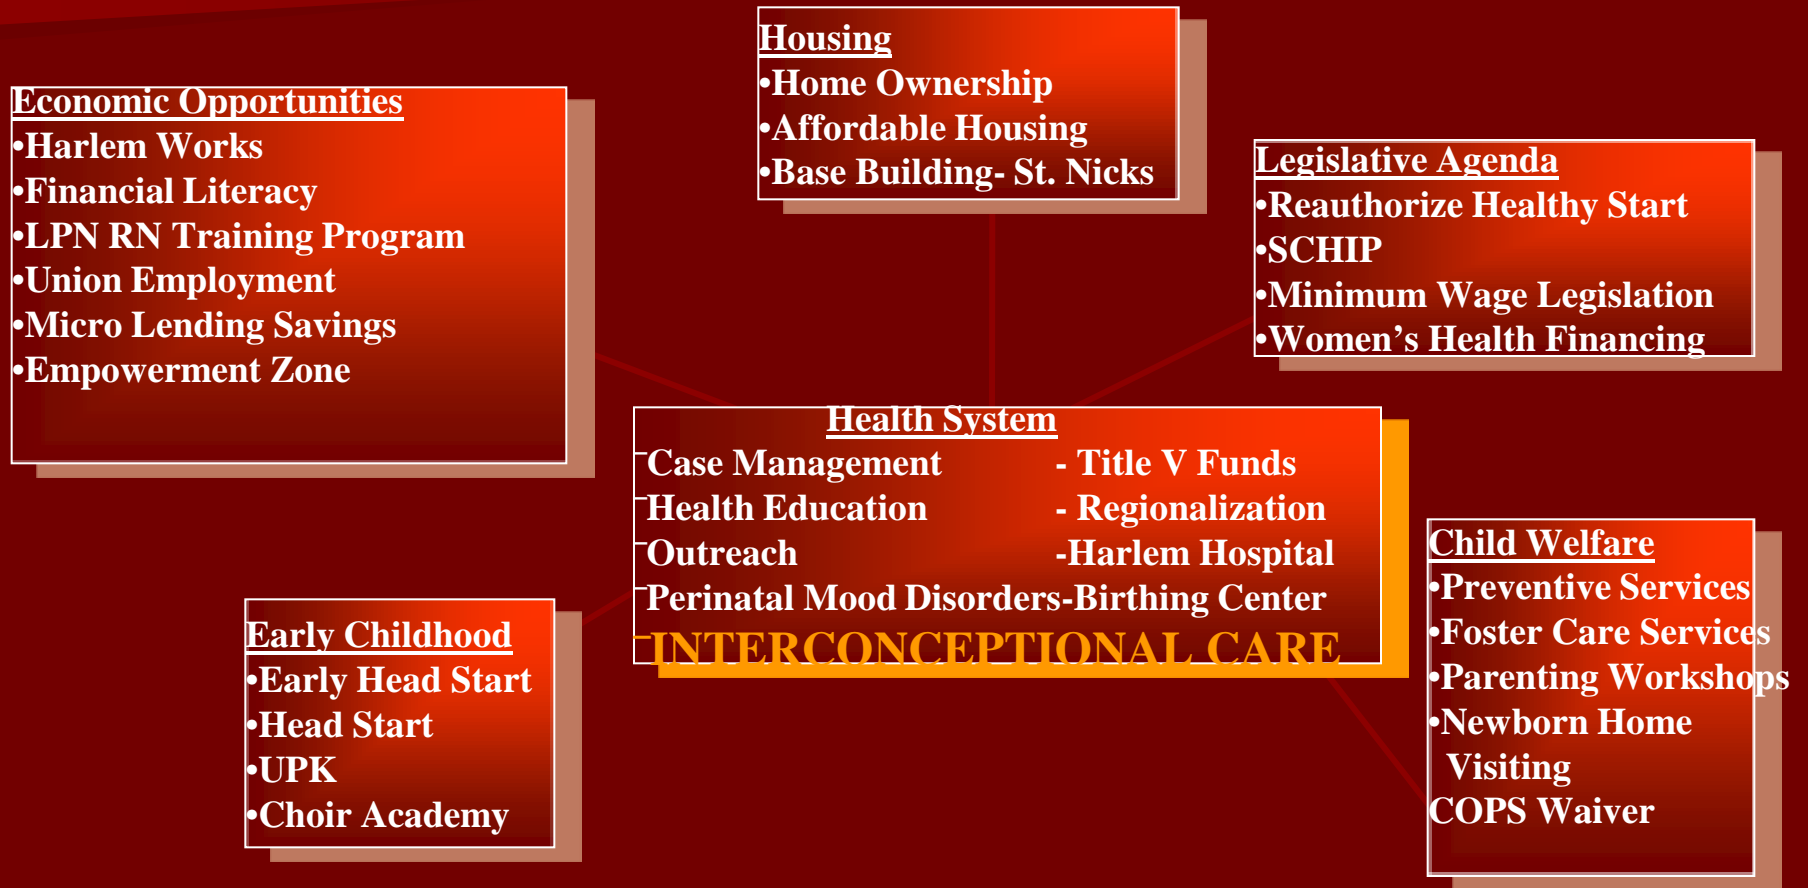 Housing
•Home Ownership
•Affordable Housing
•Base Building- St. Nicks
Economic Opportunities
•Harlem Works
•Financial Literacy
•LPN RN Training Program
•Union Employment
•Micro Lending Savings
•Empowerment Zone
Legislative Agenda
•Reauthorize Healthy Start
•SCHIP
•Minimum Wage Legislation
•Women’s Health Financing
Health System
–Case Management - Title V Funds
–Health Education - Regionalization
–Outreach -Harlem Hospital
–Perinatal Mood Disorders-Birthing Center
–INTERCONCEPTIONAL CARE
Early Childhood
•Early Head Start
•Head Start
•UPK
•Choir Academy
Child Welfare
•Preventive Services
•Foster Care Services
•Parenting Workshops
•Newborn Home
Visiting
COPS Waiver